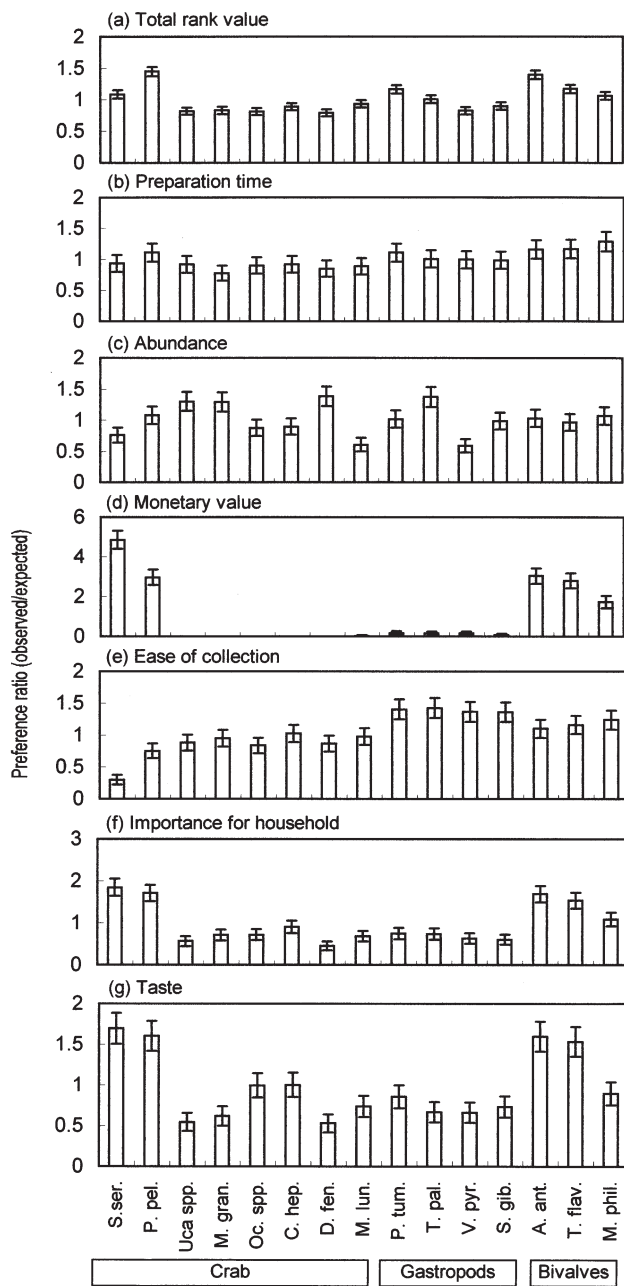 (a) Total rank value
2
1.5
1
0.5
0
(b) Preparation time
2
1.5
1
0.5
0
(c) Abundance
2
1.5
1
0.5
0
(d) Monetary value
6
4
2
0
(e) Ease of collection
2
1.5
1
0.5
0
(f) Importance for household
3
2
1
0
(g) Taste
2
1.5
1
0.5
0
Preference ratio (observed/expected)
S.ser.
P. pel.
Uca spp.
M. gran.
Oc. spp.
C. hep.
D. fen.
M. lun.
P. tum.
T. pal.
V. pyr.
S. gib.
A. ant.
T. flav.
M. phil.
Crab
Gastropods
Bivalves